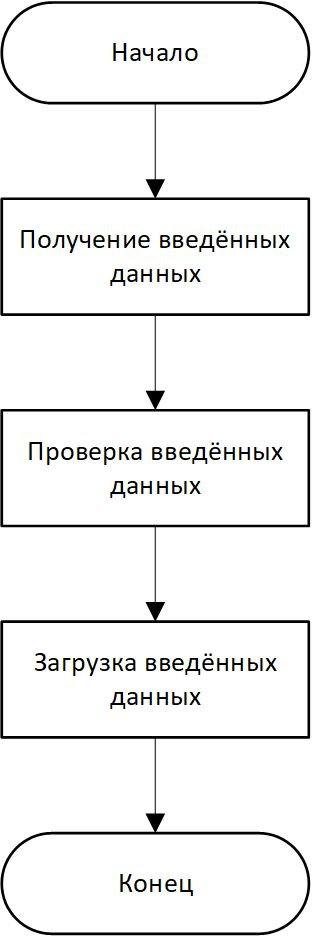 Начало
Получение введённых
данных
Проверка введённых
данных
Загрузка введённых
данных
Конец